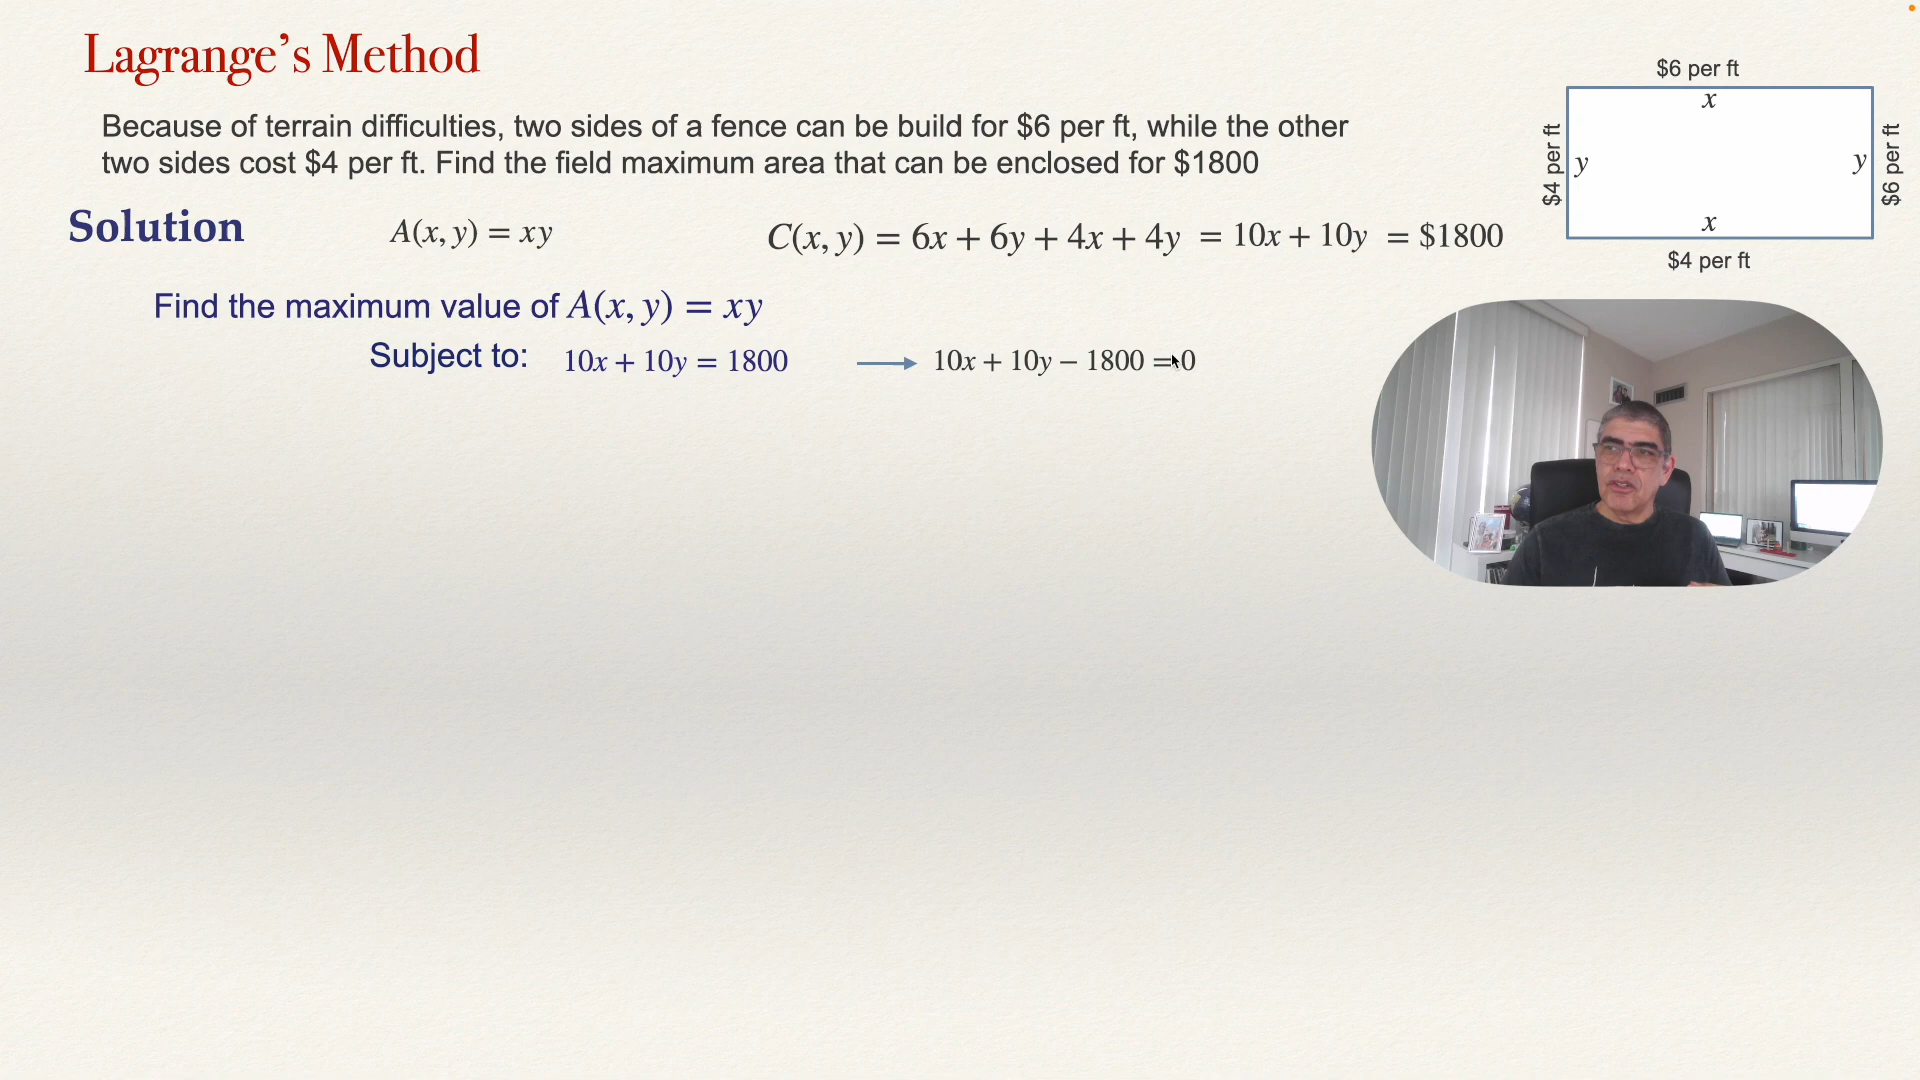 Lagrange’s Method
Because of terrain difficulties, two sides of a fence can be build for $6 per ft, while the other
two sides cost $4 per ft. Find the field maximum area that can be enclosed for $1800
$6 per ft
x
$4 per ft
y
y
$6 per ft
x
$4 per ft
Solution
A(x, y) = xy
C(x, y) = 6x + 6y + 4x + 4y = 10x + 10y = $1800
Find the maximum value of A(x, y) = xy
Subject to: 10x + 10y = 1800
10x + 10y − 1800 = 0